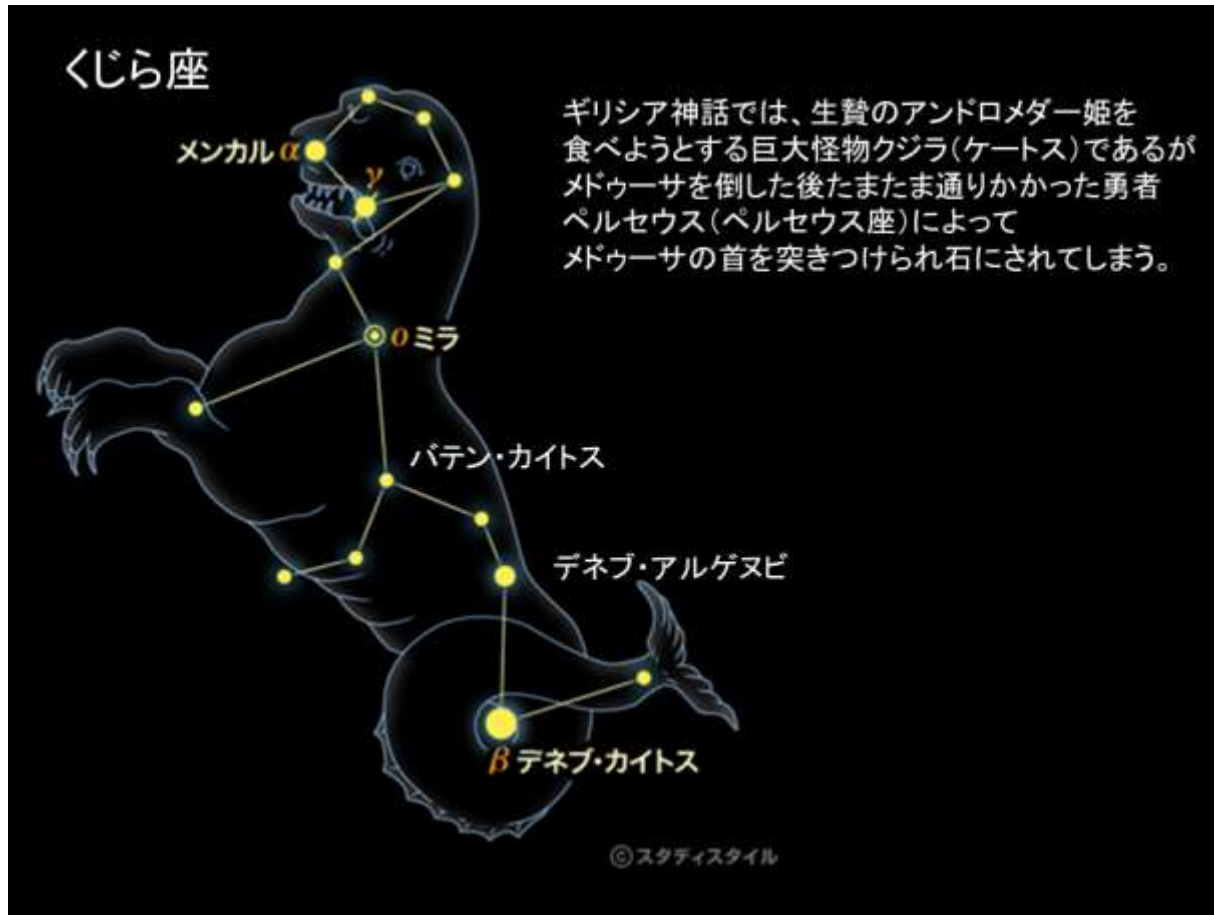 くじら座
ギリシア神話では、生贄のアンドロメダー姫を
食べようとする巨大怪物クジラ(ケートス)であるが
メドゥーサを倒した後たまたま通りかかった勇者
ペルセウス(ペルセウス座)によって
メドゥーサの首を突きつけられ石にされてしまう。
メンカル α
γ
ο ミラ
バテン・カイトス
デネブ・アルゲヌビ
β デネブ・カイトス
©スタディスタイル